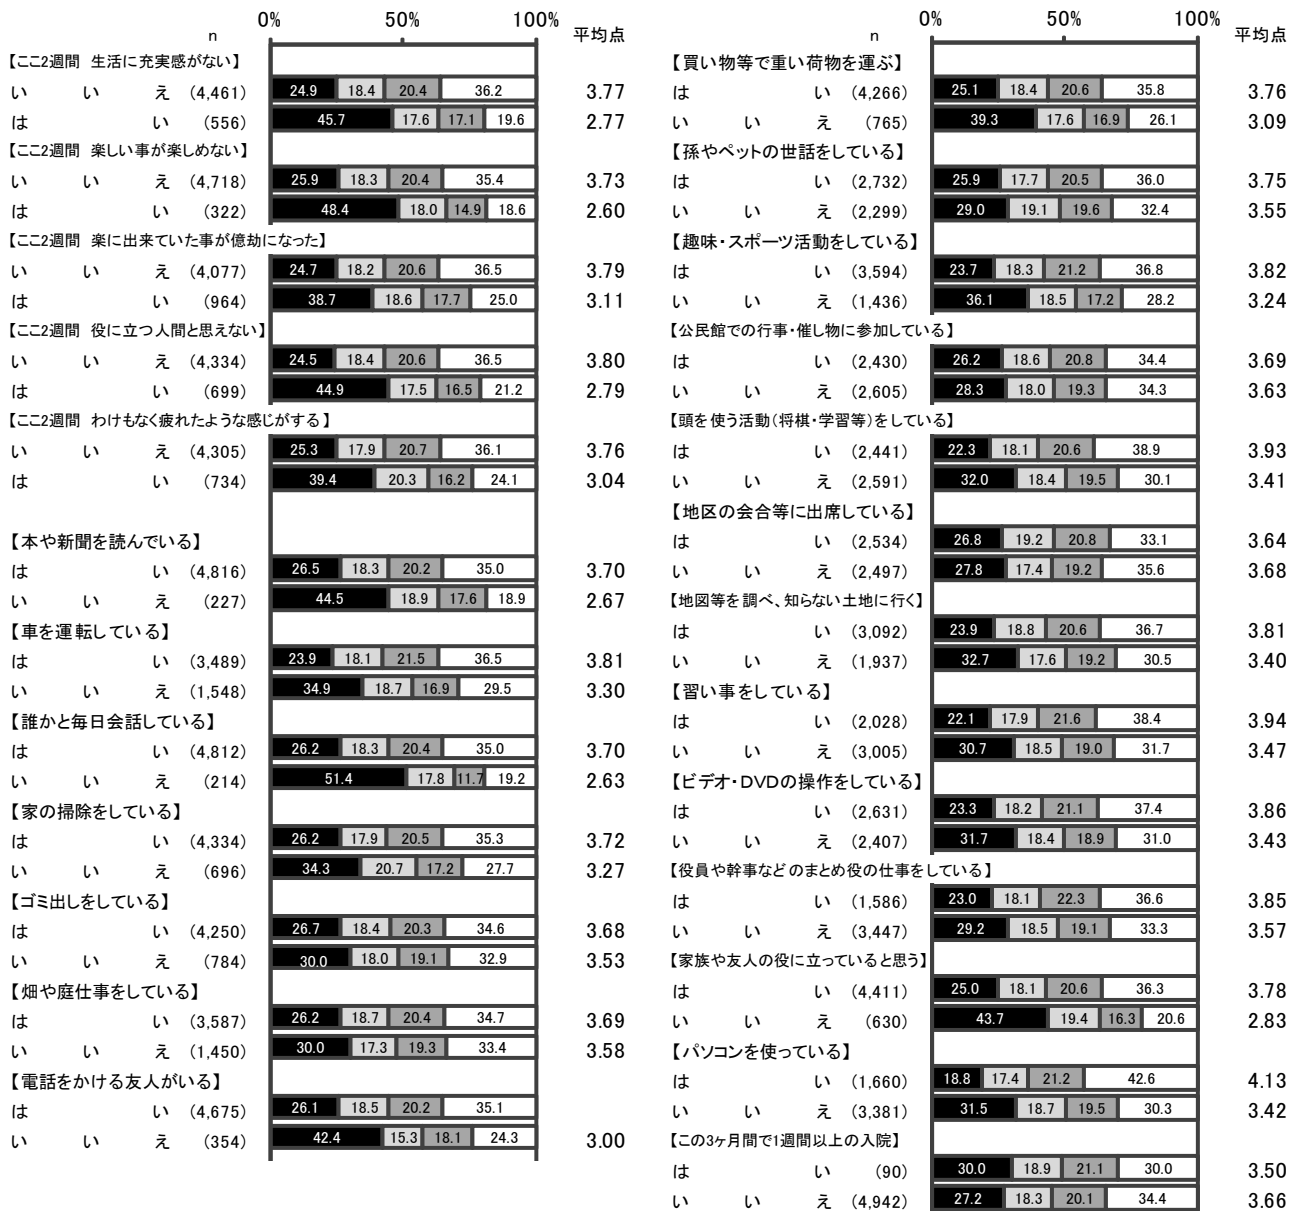 0% 50% 100%
n 平均点
【ここ2週間 生活に充実感がない】
い い え (4,461) 24.9 18.4 20.4 36.2 3.77
は い (556) 45.7 17.6 17.1 19.6 2.77
【ここ2週間 楽しい事が楽しめない】
い い え (4,718) 25.9 18.3 20.4 35.4 3.73
は い (322) 48.4 18.0 14.9 18.6 2.60
【ここ2週間 楽に出来ていた事が億劫になった】
い い え (4,077) 24.7 18.2 20.6 36.5 3.79
は い (964) 38.7 18.6 17.7 25.0 3.11
【ここ2週間 役に立つ人間と思えない】
い い え (4,334) 24.5 18.4 20.6 36.5 3.80
は い (699) 44.9 17.5 16.5 21.2 2.79
【ここ2週間 わけもなく疲れたような感じがする】
い い え (4,305) 25.3 17.9 20.7 36.1 3.76
は い (734) 39.4 20.3 16.2 24.1 3.04
【本や新聞を読んでいる】
は い (4,816) 26.5 18.3 20.2 35.0 3.70
い い え (227) 44.5 18.9 17.6 18.9 2.67
【車を運転している】
は い (3,489) 23.9 18.1 21.5 36.5 3.81
い い え (1,548) 34.9 18.7 16.9 29.5 3.30
【誰かと毎日会話している】
は い (4,812) 26.2 18.3 20.4 35.0 3.70
い い え (214) 51.4 17.8 11.7 19.2 2.63
【家の掃除をしている】
は い (4,334) 26.2 17.9 20.5 35.3 3.72
い い え (696) 34.3 20.7 17.2 27.7 3.27
【ゴミ出しをしている】
は い (4,250) 26.7 18.4 20.3 34.6 3.68
い い え (784) 30.0 18.0 19.1 32.9 3.53
【畑や庭仕事をしている】
は い (3,587) 26.2 18.7 20.4 34.7 3.69
い い え (1,450) 30.0 17.3 19.3 33.4 3.58
【電話をかける友人がいる】
は い (4,675) 26.1 18.5 20.2 35.1
い い え (354) 42.4 15.3 18.1 24.3 3.00
0% 50% 100%
n 平均点
【買い物等で重い荷物を運ぶ】
は い (4,266) 25.1 18.4 20.6 35.8 3.76
い い え (765) 39.3 17.6 16.9 26.1 3.09
【孫やペットの世話をしている】
は い (2,732) 25.9 17.7 20.5 36.0 3.75
い い え (2,299) 29.0 19.1 19.6 32.4 3.55
【趣味・スポーツ活動をしている】
は い (3,594) 23.7 18.3 21.2 36.8 3.82
い い え (1,436) 36.1 18.5 17.2 28.2 3.24
【公民館での行事・催し物に参加している】
は い (2,430) 26.2 18.6 20.8 34.4 3.69
い い え (2,605) 28.3 18.0 19.3 34.3 3.63
【頭を使う活動(将棋・学習等)をしている】
は い (2,441) 22.3 18.1 20.6 38.9 3.93
い い え (2,591) 32.0 18.4 19.5 30.1 3.41
【地区の会合等に出席している】
は い (2,534) 26.8 19.2 20.8 33.1 3.64
い い え (2,497) 27.8 17.4 19.2 35.6 3.68
【地図等を調べ、知らない土地に行く】
は い (3,092) 23.9 18.8 20.6 36.7 3.81
い い え (1,937) 32.7 17.6 19.2 30.5 3.40
【習い事をしている】
は い (2,028) 22.1 17.9 21.6 38.4 3.94
い い え (3,005) 30.7 18.5 19.0 31.7 3.47
【ビデオ・DVDの操作をしている】
は い (2,631) 23.3 18.2 21.1 37.4 3.86
い い え (2,407) 31.7 18.4 18.9 31.0 3.43
【役員や幹事などのまとめ役の仕事をしている】
は い (1,586) 23.0 18.1 22.3 36.6 3.85
い い え (3,447) 29.2 18.5 19.1 33.3 3.57
【家族や友人の役に立っていると思う】
は い (4,411) 25.0 18.1 20.6 36.3 3.78
い い え (630) 43.7 19.4 16.3 20.6 2.83
【パソコンを使っている】
は い (1,660) 18.8 17.4 21.2 42.6 4.13
い い え (3,381) 31.5 18.7 19.5 30.3 3.42
【この3ヶ月間で1週間以上の入院】
は い (90) 30.0 18.9 21.1 30.0 3.50
い い え (4,942) 27.2 18.3 20.1 34.4 3.66